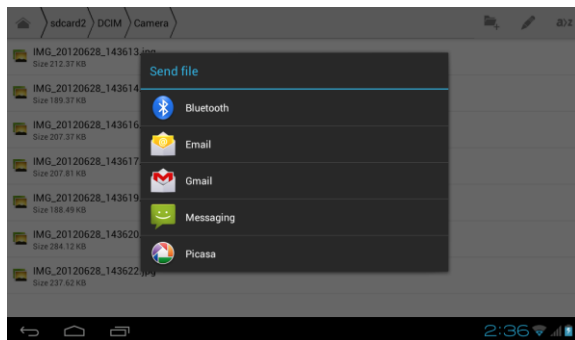 sdcard2 DCIM Camera a>z
IMG_20120628_143613.jpg
Size 212.37 KB
Send file
IMG_20120628_143614
Size 189.37 KB
Bluetooth
IMG_20120628_143616
Size 207.37 KB
Email
IMG_20120628_143617.
Size 207.81 KB
Gmail
IMG_20120628_143619.
Size 188.49 KB
Messaging
IMG_20120628_143620.
Size 284.12 KB
Picasa
IMG_20120628_143622.jpg
Size 237.62 KB
2:36